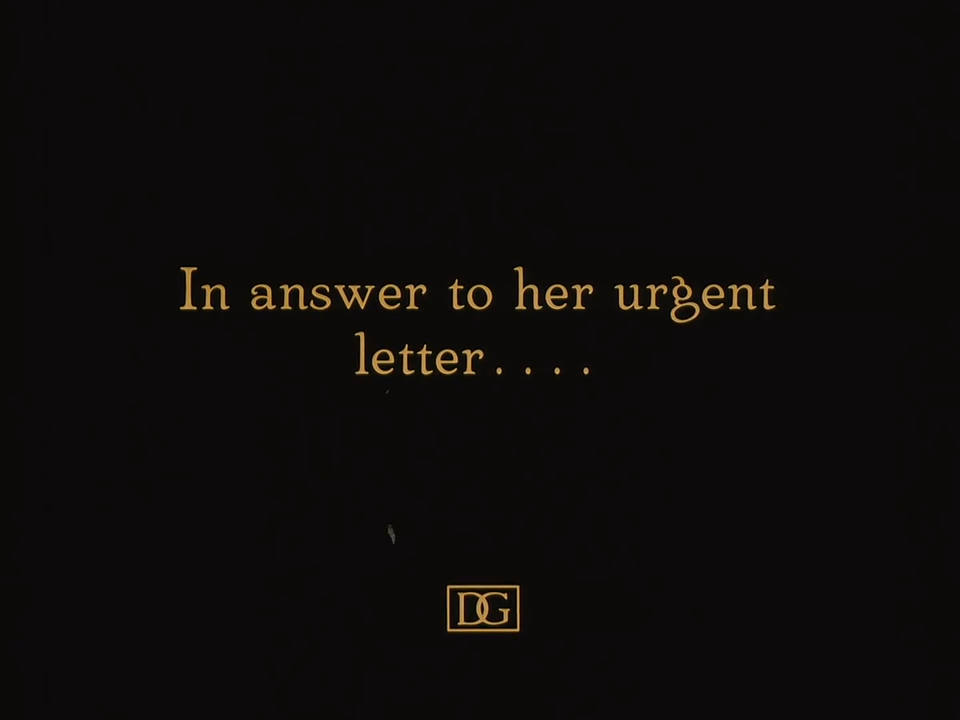 In answer to her urgent
letter. . . .
DG